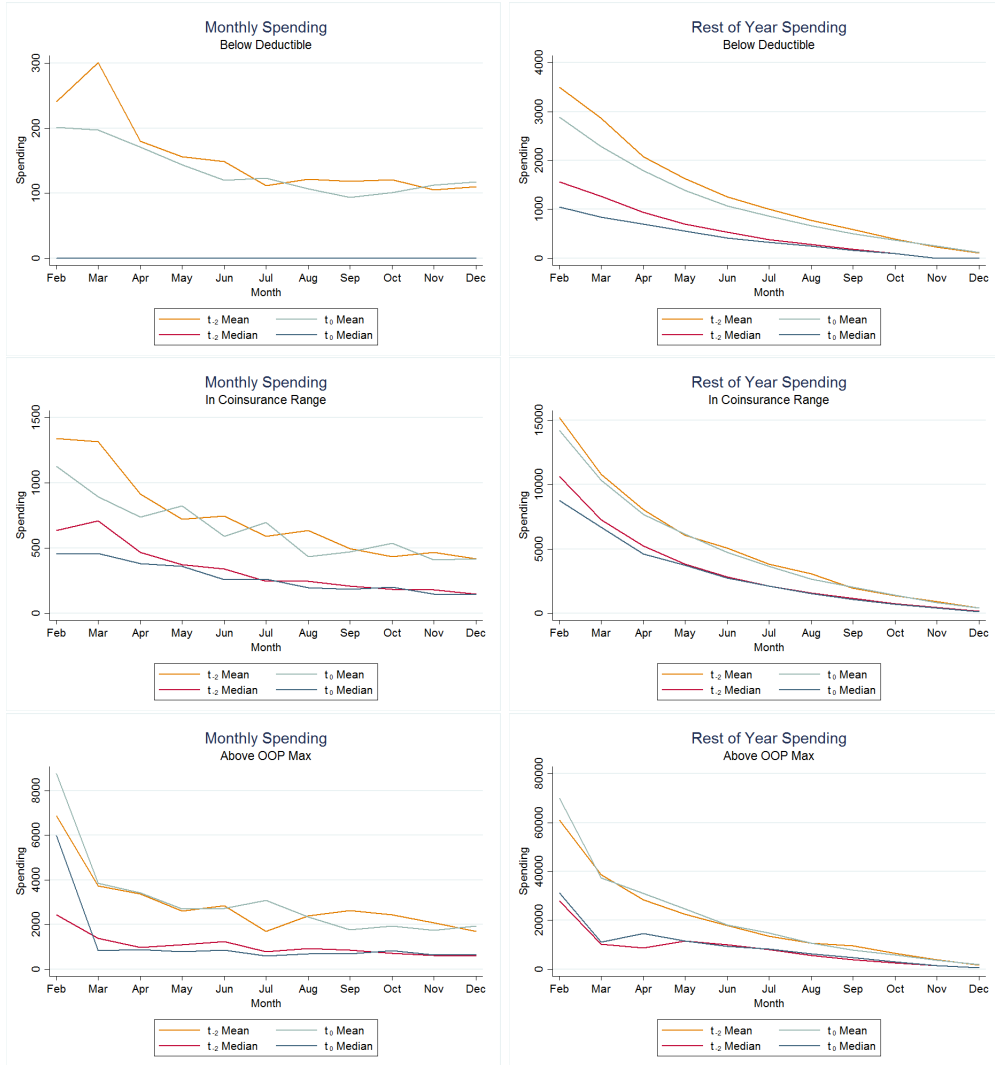 Monthly Spending
Below Deductible
Spending
300
200
100
0
Feb Mar Apr May Jun Jul Aug Sep Oct Nov Dec
Month
t-2 Mean t0 Mean
t-2 Median t0 Median
Rest of Year Spending
Below Deductible
Spending
4000
3000
2000
1000
0
Feb Mar Apr May Jun Jul Aug Sep Oct Nov Dec
Month
t-2 Mean t0 Mean
t-2 Median t0 Median
Monthly Spending
In Coinsurance Range
Spending
1500
1000
500
0
Feb Mar Apr May Jun Jul Aug Sep Oct Nov Dec
Month
t-2 Mean t0 Mean
t-2 Median t0 Median
Rest of Year Spending
In Coinsurance Range
Spending
15000
10000
5000
0
Feb Mar Apr May Jun Jul Aug Sep Oct Nov Dec
Month
t-2 Mean t0 Mean
t-2 Median t0 Median
Monthly Spending
Above OOP Max
Spending
8000
6000
4000
2000
0
Feb Mar Apr May Jun Jul Aug Sep Oct Nov Dec
Month
t-2 Mean t0 Mean
t-2 Median t0 Median
Rest of Year Spending
Above OOP Max
Spending
80000
60000
40000
20000
0
Feb Mar Apr May Jun Jul Aug Sep Oct Nov Dec
Month
t-2 Mean t0 Mean
t-2 Median t0 Median